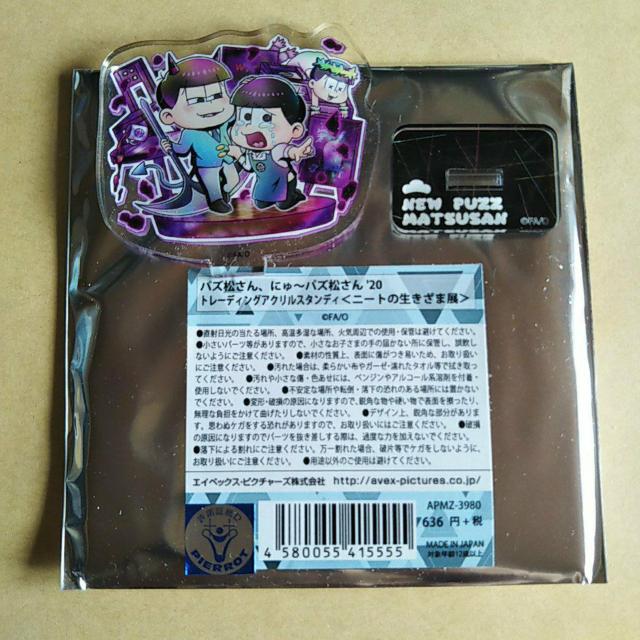 ©FA/O
NEW PUZZ
MATSUSAN
©FA/O
パズ松さん、にゅ〜パズ松さん '20
トレーディングアクリルスタンディ<ニートの生きざま展>
©FA/O
●直射日光の当たる場所、高温多湿な場所、火気周辺での使用・保管は避けてください。
●小さいパーツ等がありますので、小さなお子さまの手の届かない所に保管し、誤飲し
ないようにご注意ください。 ●素材の性質上、表面に傷がつき易いため、お取り扱い
にご注意ください。 ●汚れた場合は、柔らかい布やガーゼ・濡れたタオル等で拭き取っ
てください。 ●汚れや小さな傷・色あせには、ベンジンやアルコール系溶剤を付着・
使用しないでください。 ●不安定な場所や転倒・落下の恐れのある場所には置かない
でください。 ●変形・破損の原因になりますので、鋭角な物や硬い物で表面を擦ったり、
無理な負担をかけて曲げたりしないでください。 ●デザイン上、鋭角な部分がありま
す。思わぬケガをする恐れがありますので、お取り扱いにはご注意ください。 ●破損
の原因になりますのでパーツを抜き差しする際は、過度な力を加えないでください。
●落下による割れにご注意ください。万一割れた場合、破片等でケガをしないように、
お取り扱いにご注意ください。 ●用途以外のご使用は避けてください。
エイベックス・ピクチャーズ株式会社 http://avex-pictures.co.jp/
APMZ-3980
636 円+税
MADE IN JAPAN
対象年齢12歳以上
4 580055 415555
許諾証紙
PIERROT